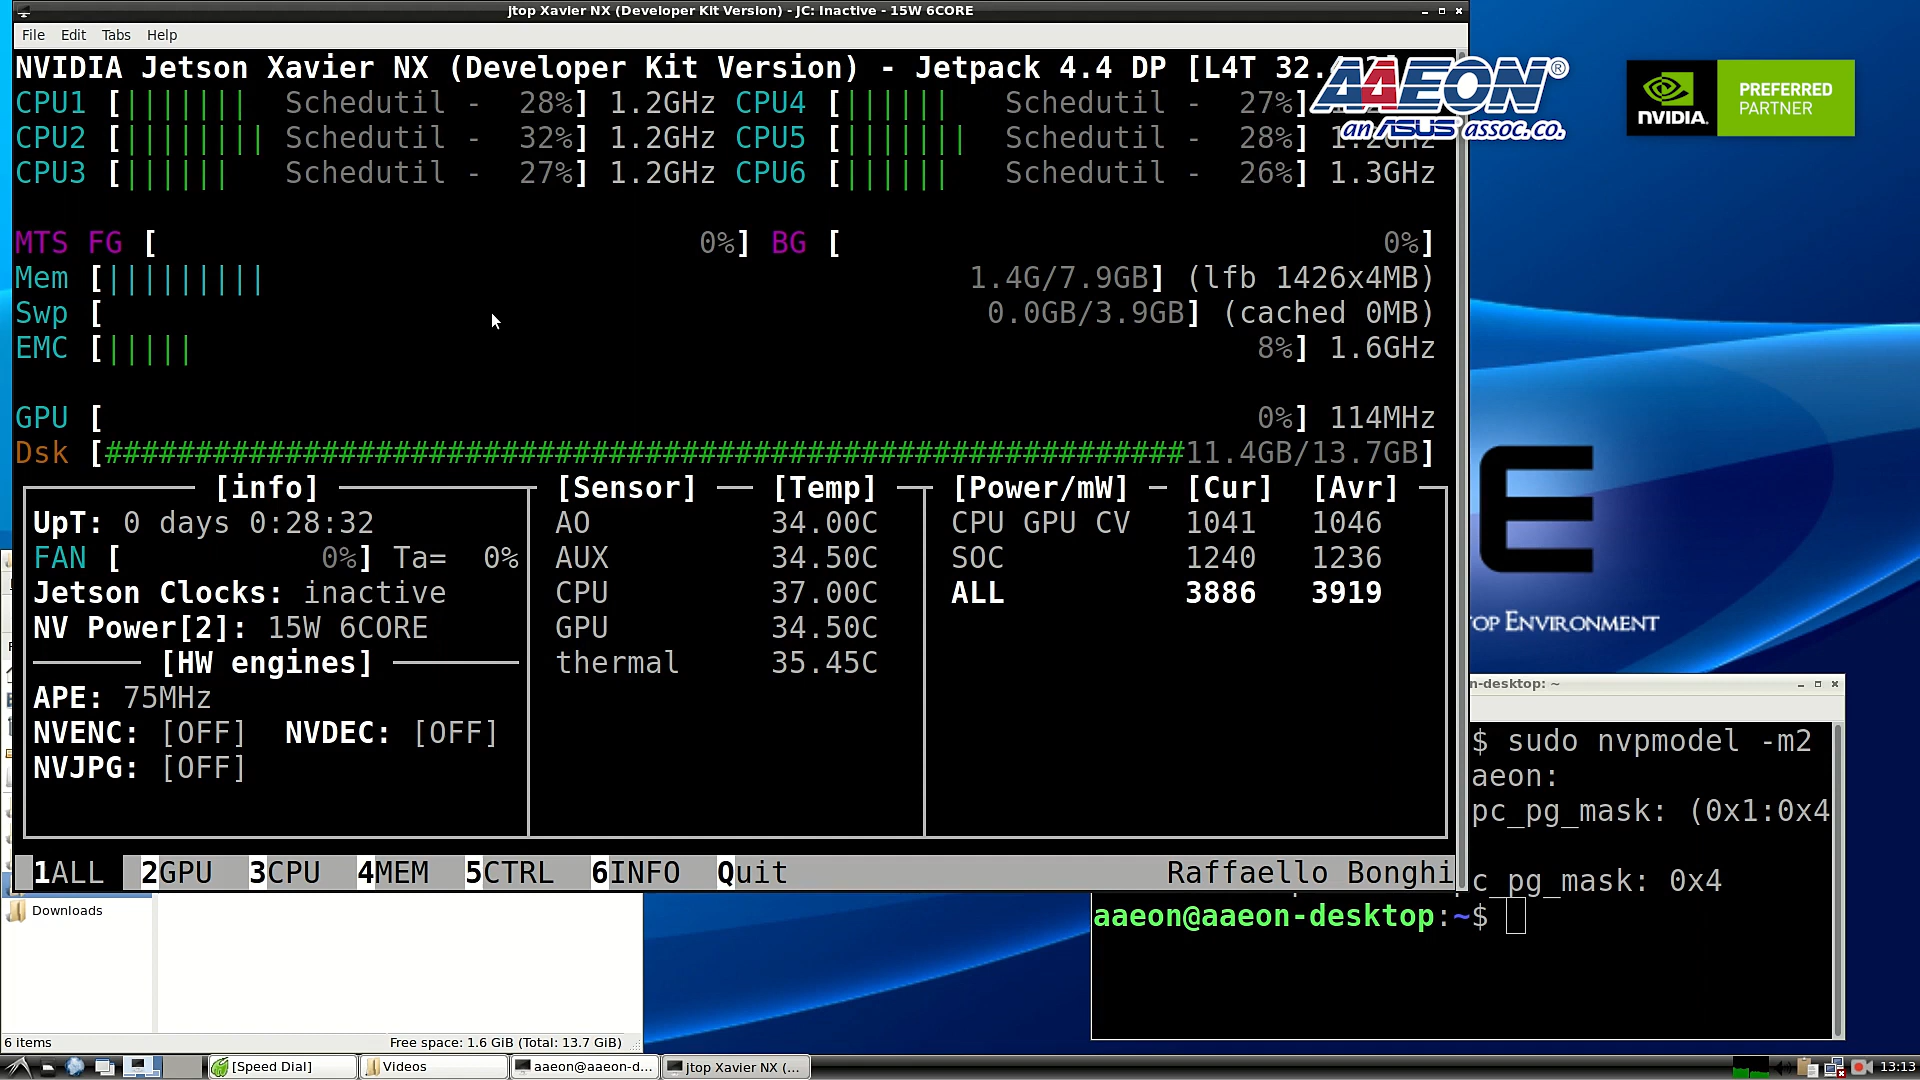 jtop Xavier NX (Developer Kit Version) - JC: Inactive - 15W 6CORE
File Edit Tabs Help
NVIDIA Jetson Xavier NX (Developer Kit Version) - Jetpack 4.4 DP [L4T 32.
CPU1 [||||||| Schedutil - 28%] 1.2GHz CPU4 [|||||| Schedutil - 27%]
CPU2 [|||||||| Schedutil - 32%] 1.2GHz CPU5 [||||||| Schedutil - 28%] 1.2GHz
CPU3 [|||||| Schedutil - 27%] 1.2GHz CPU6 [|||||| Schedutil - 26%] 1.3GHz
MTS FG [ 0%] BG [ 0%]
Mem [||||||||| 1.4G/7.9GB] (lfb 1426x4MB)
Swp [ 0.0GB/3.9GB] (cached 0MB)
EMC [||||| 8%] 1.6GHz
GPU [ 0%] 114MHz
Dsk [############################################################11.4GB/13.7GB]
[info] [Sensor] [Temp] [Power/mW] [Cur] [Avr]
UpT: 0 days 0:28:32 AO 34.00C CPU GPU CV 1041 1046
FAN [ 0%] Ta= 0% AUX 34.50C SOC 1240 1236
Jetson Clocks: inactive CPU 37.00C ALL 3886 3919
NV Power[2]: 15W 6CORE GPU 34.50C
[HW engines] thermal 35.45C
APE: 75MHz
NVENC: [OFF] NVDEC: [OFF]
NVJPG: [OFF]
1ALL 2GPU 3CPU 4MEM 5CTRL 6INFO Quit Raffaello Bonghi
AAEON®
an ASUS assoc.co.
NVIDIA.
PREFERRED
PARTNER
E
TOP ENVIRONMENT
n-desktop: ~
$ sudo nvpmodel -m2
aeon:
pc_pg_mask: (0x1:0x4
c_pg_mask: 0x4
aaeon@aaeon-desktop:~$
Downloads
6 items
Free space: 1.6 GiB (Total: 13.7 GiB)
[Speed Dial]
Videos
aaeon@aaeon-d...
jtop Xavier NX (...
13:13